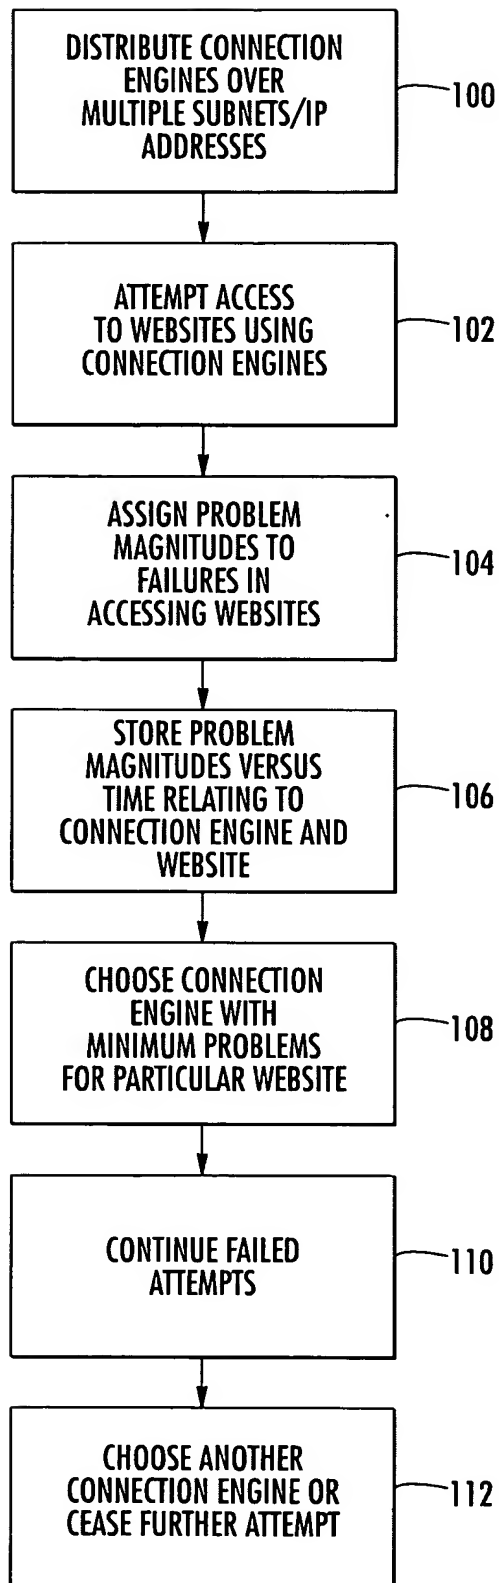 DISTRIBUTE CONNECTION
ENGINES OVER
MULTIPLE SUBNETS/IP
ADDRESSES
100
ATTEMPT ACCESS
TO WEBSITES USING
CONNECTION ENGINES
102
ASSIGN PROBLEM
MAGNITUDES TO
FAILURES IN
ACCESSING WEBSITES
104
STORE PROBLEM
MAGNITUDES VERSUS
TIME RELATING TO
CONNECTION ENGINE AND
WEBSITE
106
CHOOSE CONNECTION
ENGINE WITH
MINIMUM PROBLEMS
FOR PARTICULAR WEBSITE
108
CONTINUE FAILED
ATTEMPTS
110
CHOOSE ANOTHER
CONNECTION ENGINE OR
CEASE FURTHER ATTEMPT
112